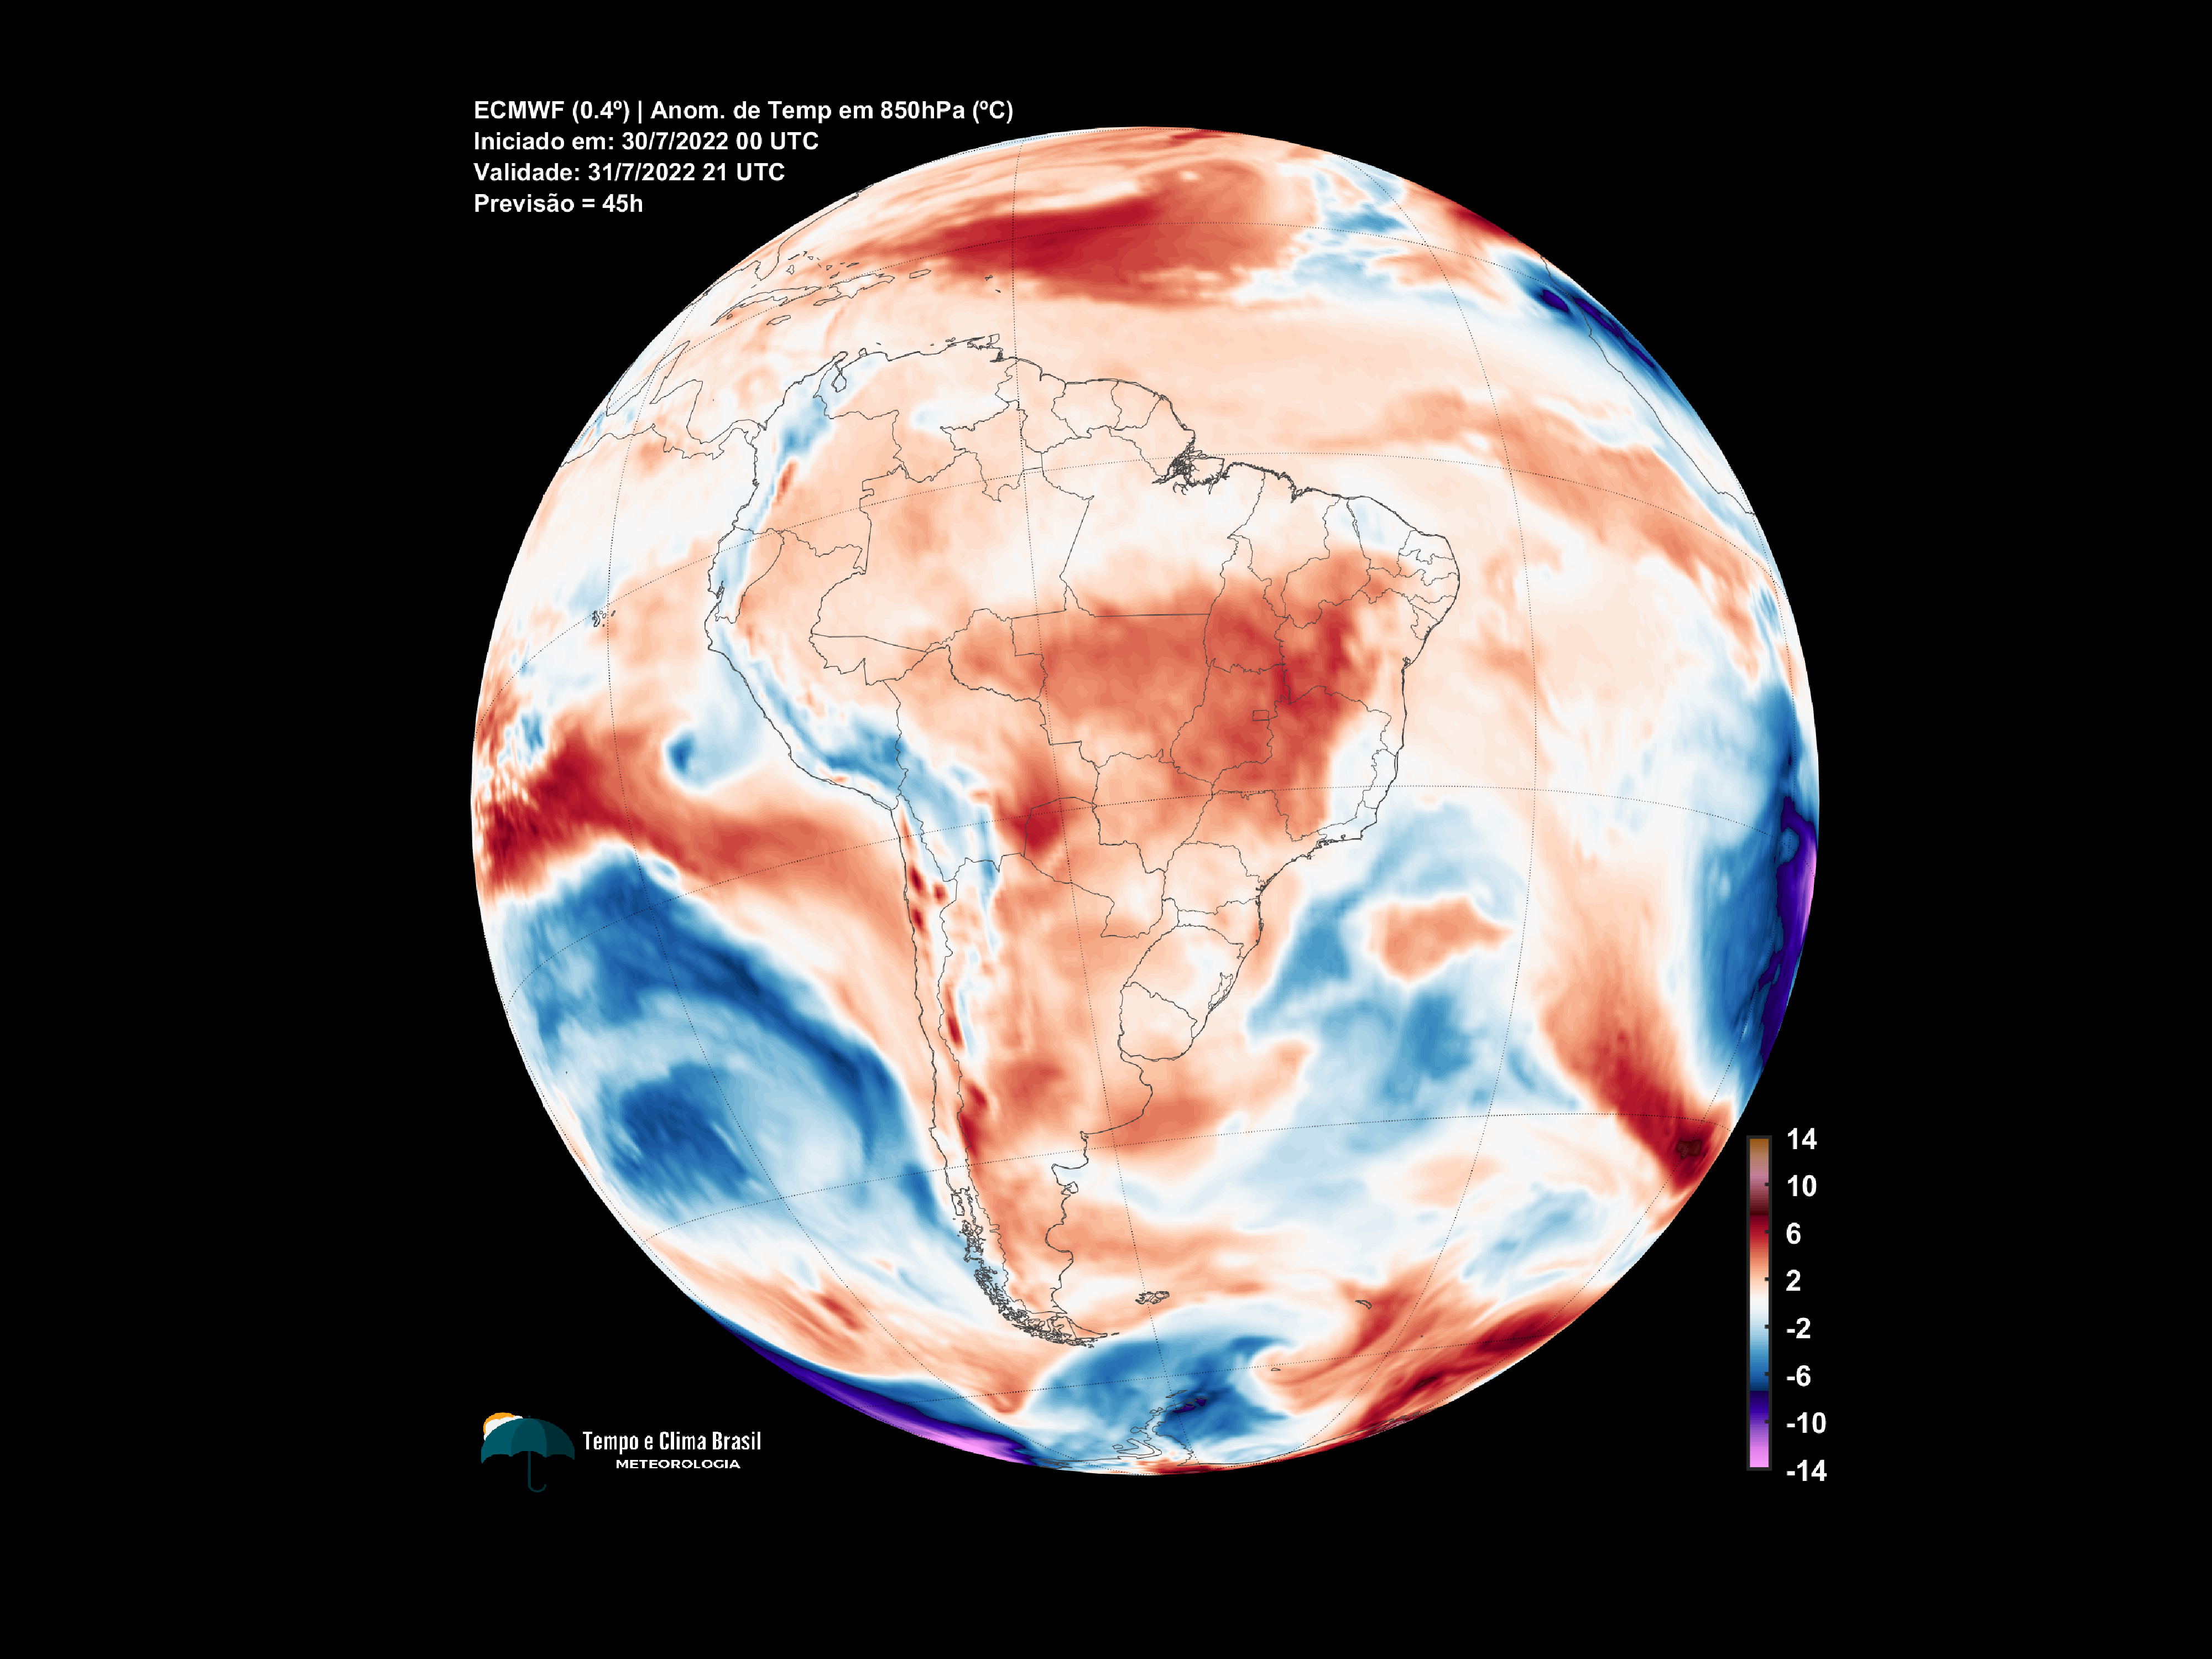 ECMWF (0.4º) | Anom. de Temp em 850hPa (ºC)
Iniciado em: 30/7/2022 00 UTC
Validade: 31/7/2022 21 UTC
Previsão = 45h
14
10
6
2
-2
-6
-10
-14
Tempo e Clima Brasil
METEOROLOGIA